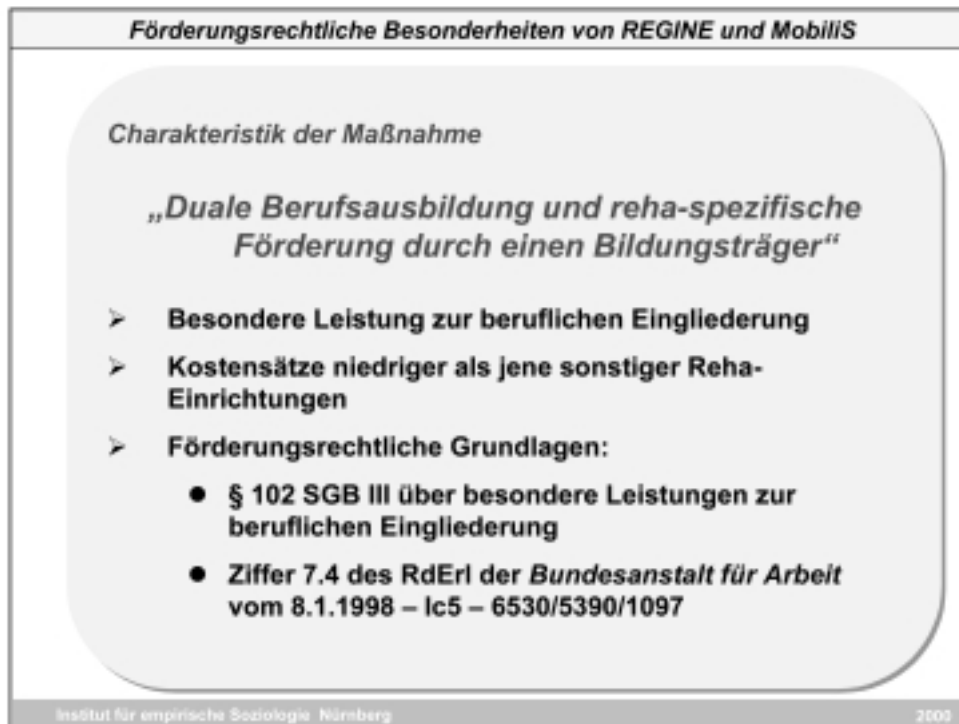 Förderungsrechtliche Besonderheiten von REGINE und MobiliS
Charakteristik der Maßnahme
„Duale Berufsausbildung und reha-spezifische
Förderung durch einen Bildungsträger“
➢ Besondere Leistung zur beruflichen Eingliederung
➢ Kostensätze niedriger als jene sonstiger Reha-
Einrichtungen
➢ Förderungsrechtliche Grundlagen:
● § 102 SGB III über besondere Leistungen zur
beruflichen Eingliederung
● Ziffer 7.4 des RdErl der Bundesanstalt für Arbeit
vom 8.1.1998 – Ic5 – 6530/5390/1097
Institut für empirische Soziologie Nürnberg 2000